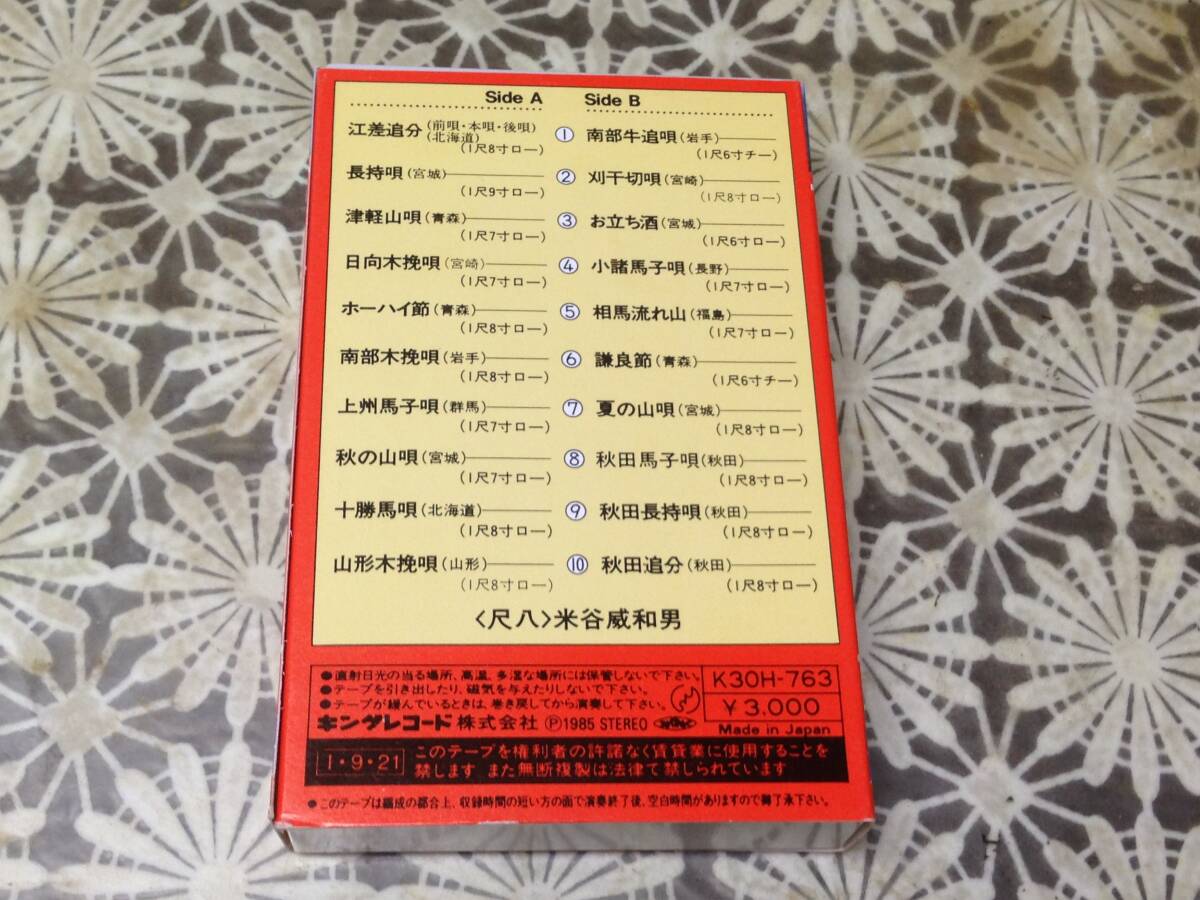 Side A
江差追分(前唄・本唄・後唄)
(北海道)
(1尺8寸ロー)
長持唄(宮城)
(1尺9寸ロー)
津軽山唄(青森)
(1尺7寸ロー)
日向木挽唄(宮崎)
(1尺7寸ロー)
ホーハイ節(青森)
(1尺8寸ロー)
南部木挽唄(岩手)
(1尺8寸ロー)
上州馬子唄(群馬)
(1尺7寸ロー)
秋の山唄(宮城)
(1尺7寸ロー)
十勝馬唄(北海道)
(1尺8寸ロー)
山形木挽唄(山形)
(1尺8寸ロー)
①
②
③
④
⑤
⑥
⑦
⑧
⑨
⑩
Side B
南部牛追唄(岩手)
(1尺6寸チー)
刈干切唄(宮崎)
(1尺8寸ロー)
お立ち酒(宮城)
(1尺6寸ロー)
小諸馬子唄(長野)
(1尺7寸ロー)
相馬流れ山(福島)
(1尺7寸ロー)
謙良節(青森)
(1尺6寸チー)
夏の山唄(宮城)
(1尺8寸ロー)
秋田馬子唄(秋田)
(1尺8寸ロー)
秋田長持唄(秋田)
(1尺8寸ロー)
秋田追分(秋田)
(1尺8寸ロー)
〈尺八〉米谷威和男
●直射日光の当る場所、高温、多湿な場所には保管しないで下さい。
●テープを引き出したり、磁気を与えたりしないで下さい。
●テープが緩んでいるときは、巻き戻してから演奏して下さい。
キングレコード株式会社 Ⓟ1985 STEREO
K30H-763
¥3,000
Made in Japan
1・9・21
このテープを権利者の許諾なく賃貸業に使用することを
禁じます また無断複製は法律で禁じられています
●このテープは編成の都合上、収録時間の短い方の面で演奏終了後、空白時間がありますので御了承下さい。